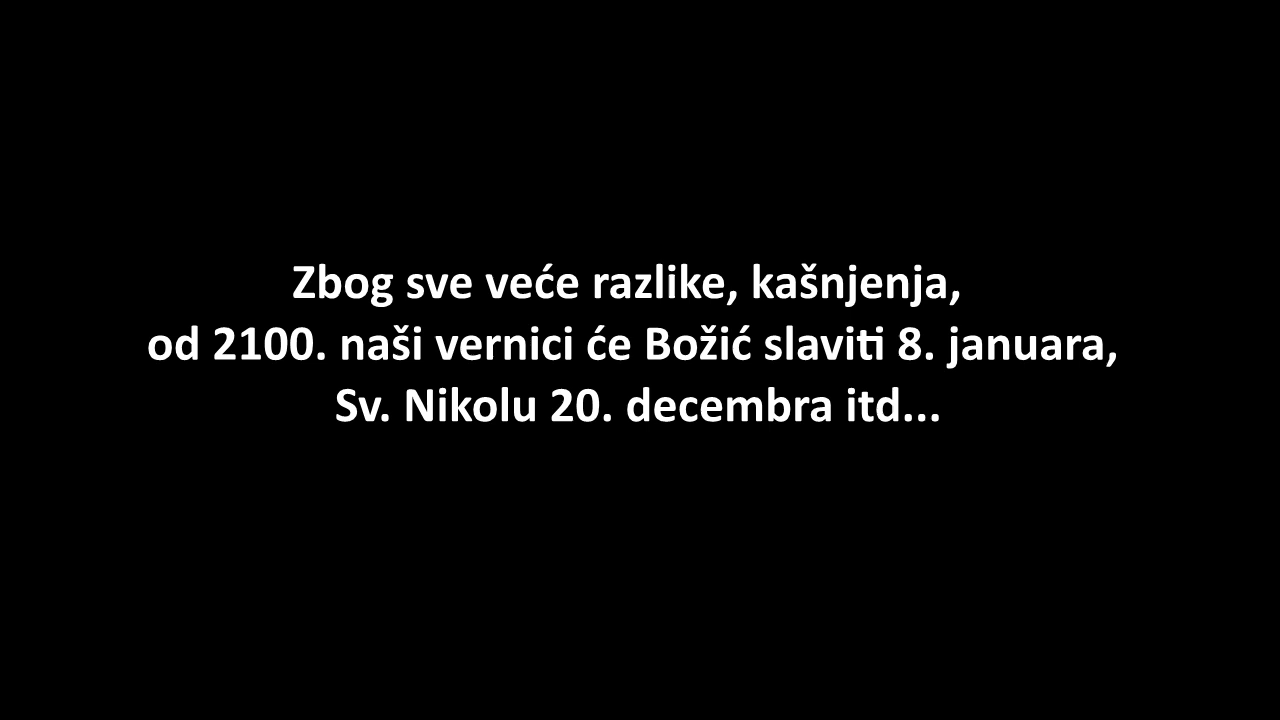 Zbog sve veće razlike, kašnjenja,
od 2100. naši vernici će Božić slaviti 8. januara,
Sv. Nikolu 20. decembra itd...